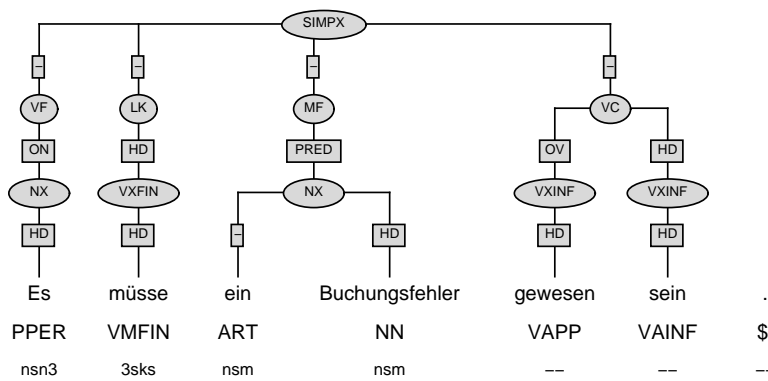 SIMPX
– – – –
VF LK MF VC
ON HD PRED OV HD
NX VXFIN NX VXINF VXINF
HD HD – HD HD HD
Es müsse ein Buchungsfehler gewesen sein .
PPER VMFIN ART NN VAPP VAINF $
nsn3 3sks nsm nsm −− −− −−